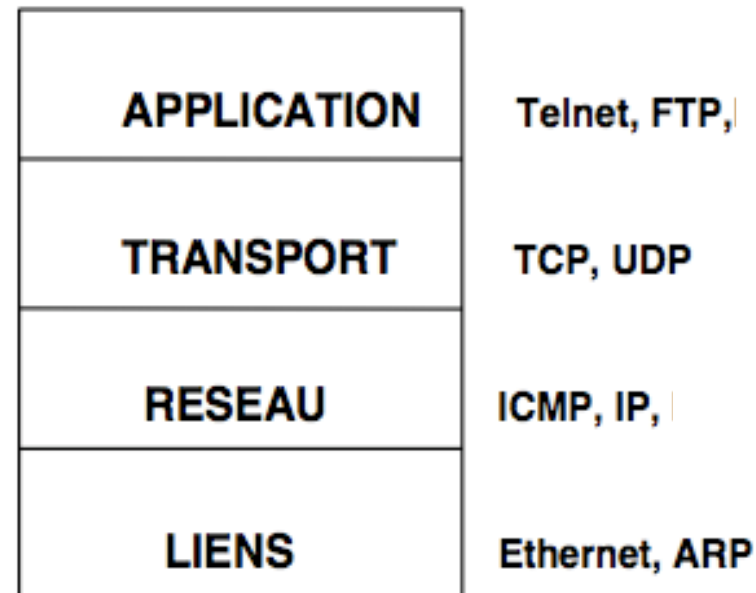 APPLICATION Telnet, FTP,
TRANSPORT TCP, UDP
RESEAU ICMP, IP,
LIENS Ethernet, ARP